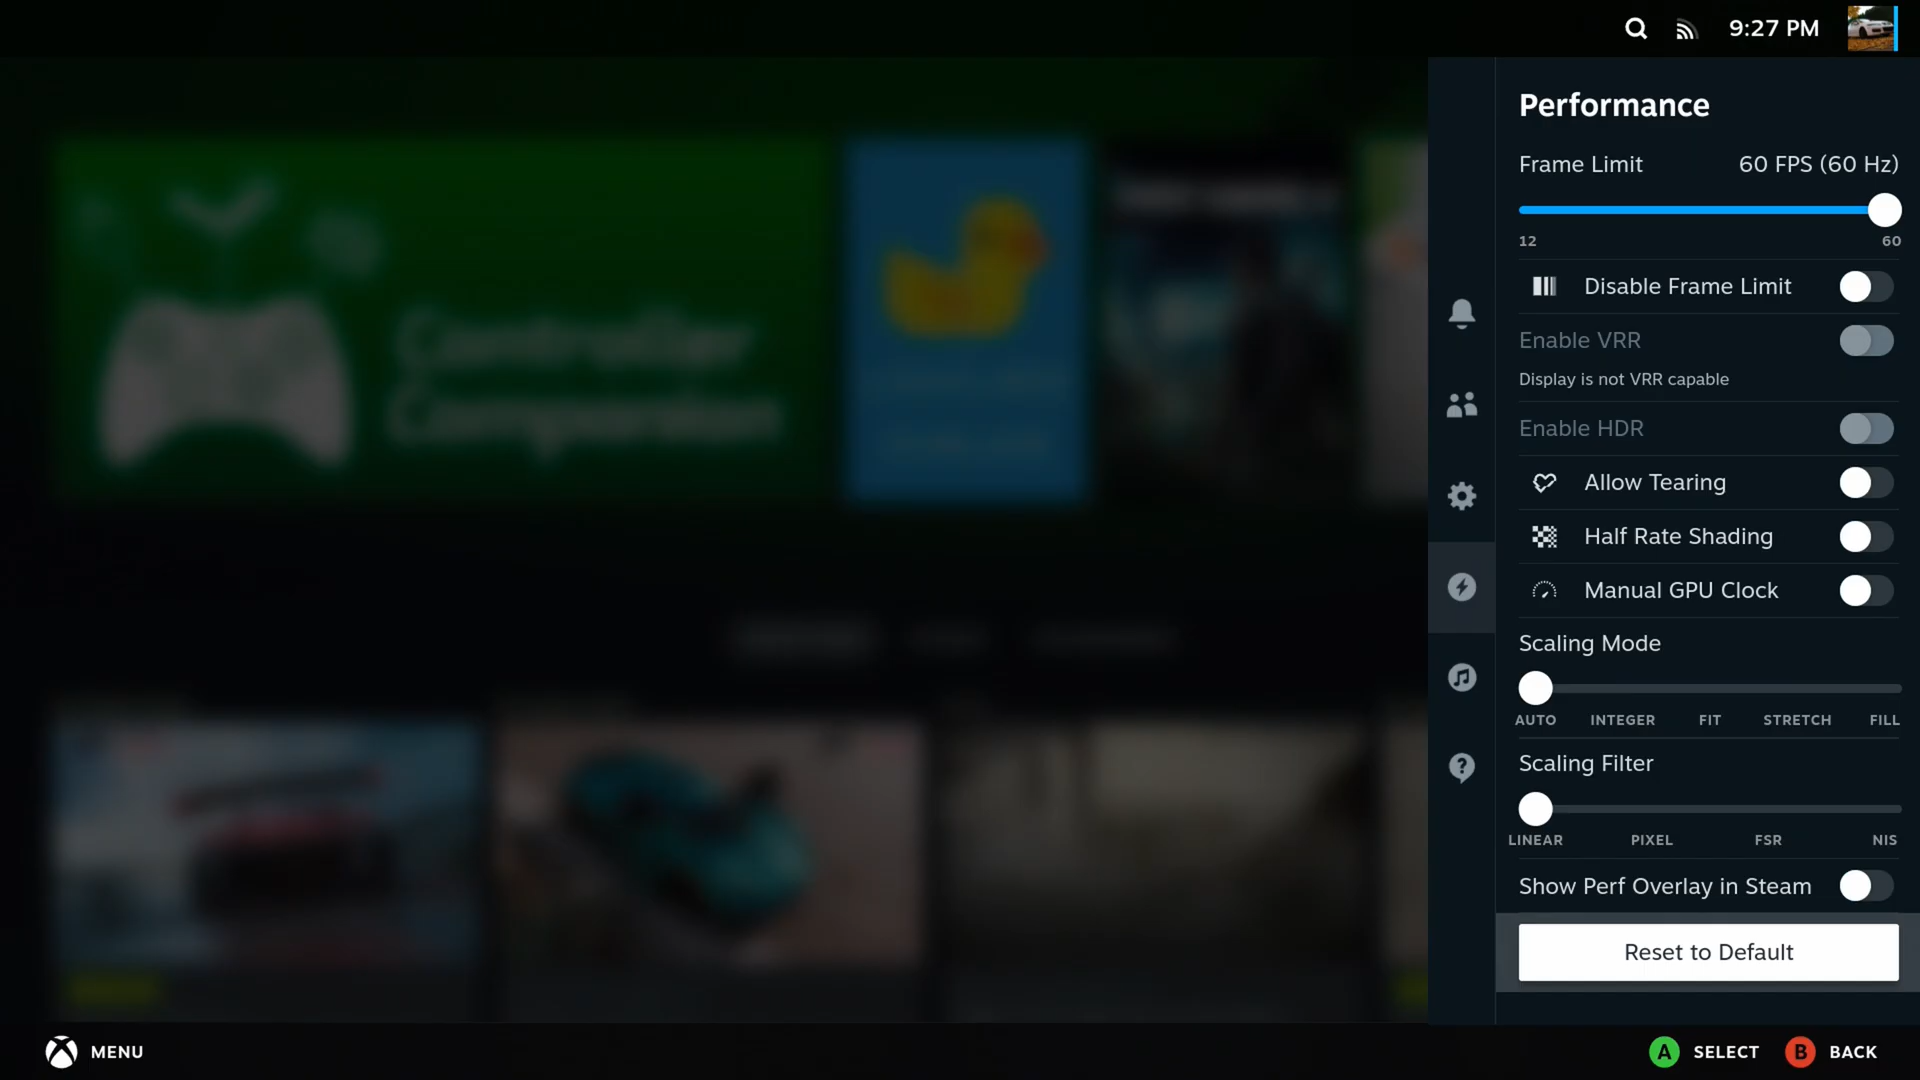 9:27 PM
Performance
Frame Limit 60 FPS (60 Hz)
12 60
Disable Frame Limit
Enable VRR
Display is not VRR capable
Enable HDR
Allow Tearing
Half Rate Shading
Manual GPU Clock
Scaling Mode
AUTO INTEGER FIT STRETCH FILL
Scaling Filter
LINEAR PIXEL FSR NIS
Show Perf Overlay in Steam
Reset to Default
Controller
Companion
MENU
A SELECT B BACK